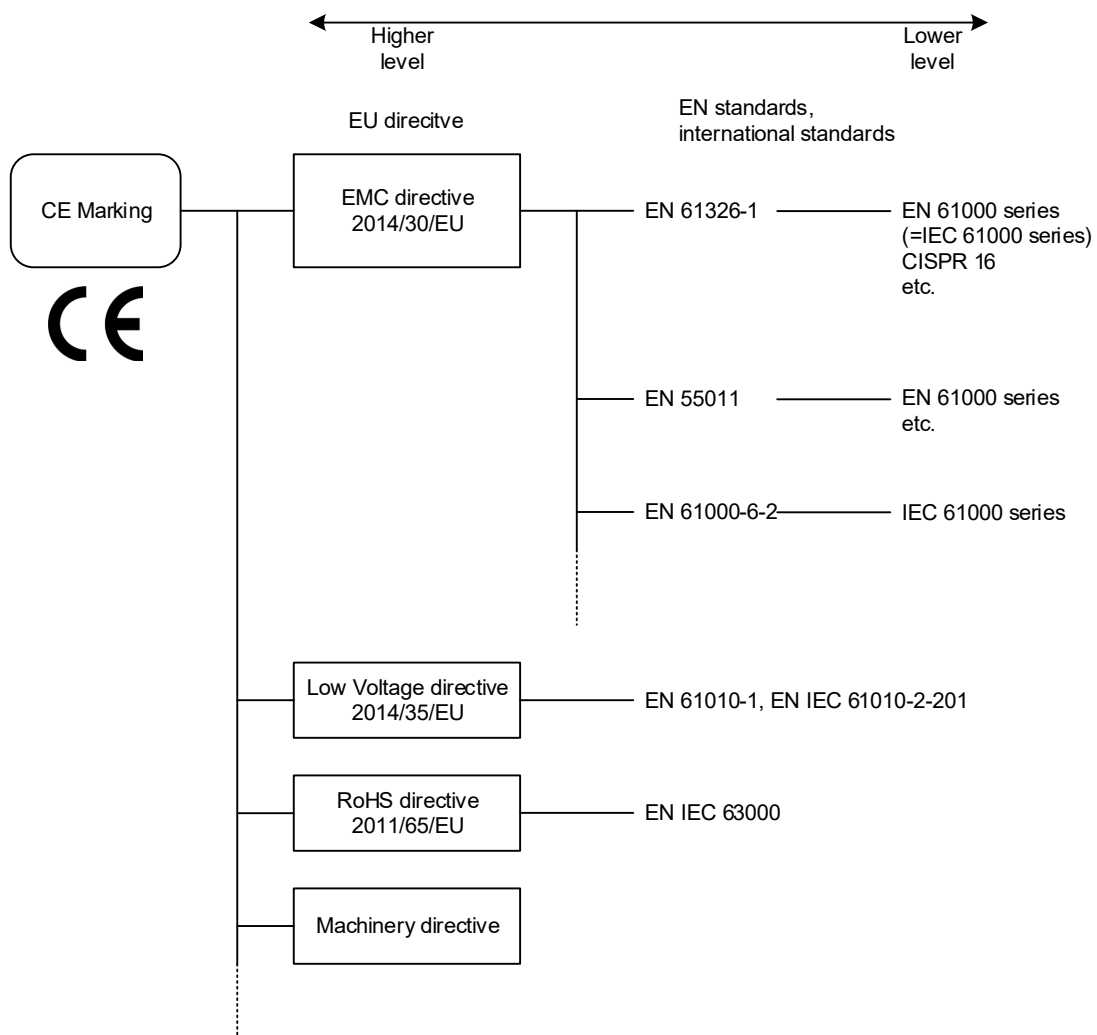 Higher
level
Lower
level
EU direcitve
EN standards,
international standards
CE Marking
EMC directive
2014/30/EU
EN 61326-1
EN 61000 series
(=IEC 61000 series)
CISPR 16
etc.
CE
EN 55011
EN 61000 series
etc.
EN 61000-6-2
IEC 61000 series
Low Voltage directive
2014/35/EU
EN 61010-1, EN IEC 61010-2-201
RoHS directive
2011/65/EU
EN IEC 63000
Machinery directive